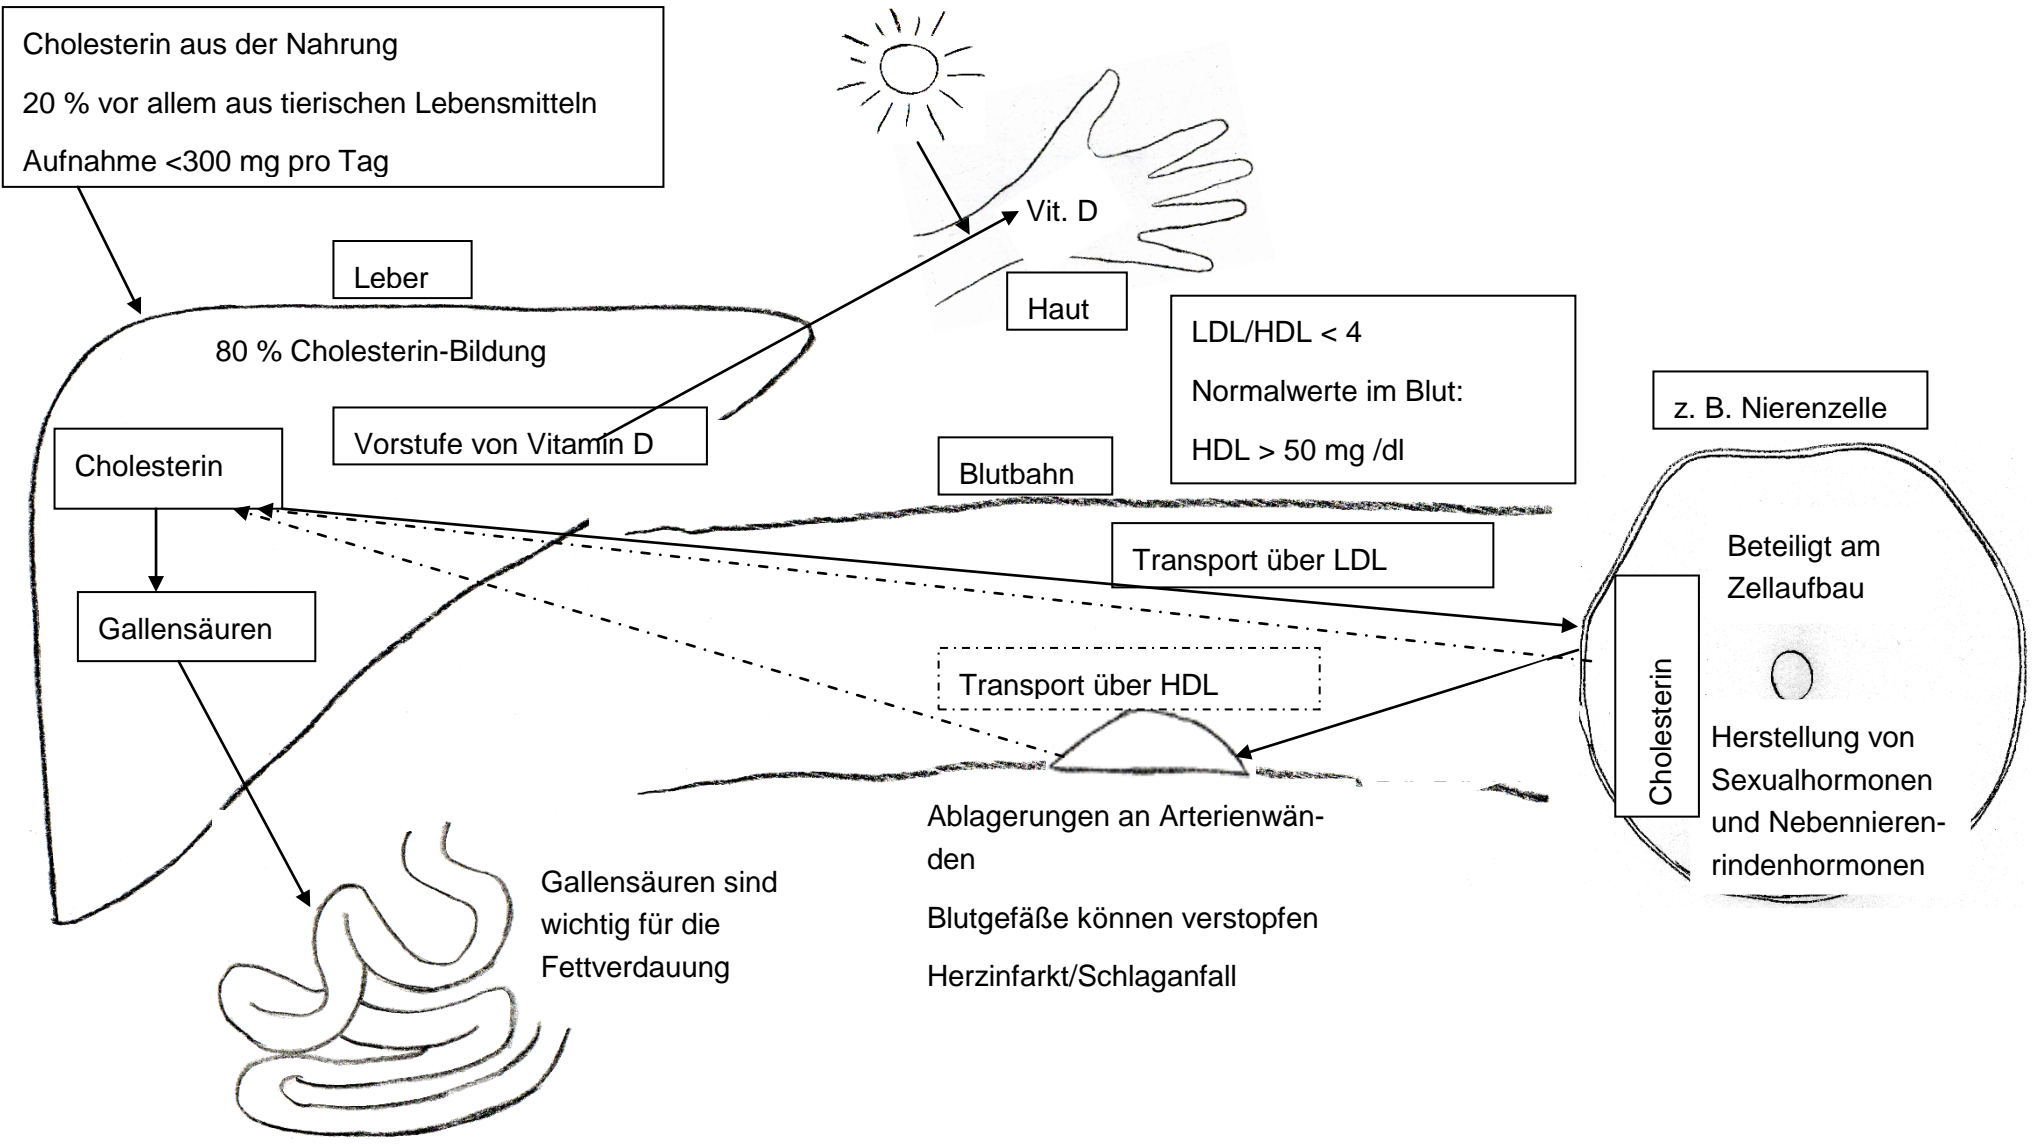 Cholesterin aus der Nahrung
20 % vor allem aus tierischen Lebensmitteln
Aufnahme <300 mg pro Tag
Vit. D
Leber
Haut
80 % Cholesterin-Bildung
LDL/HDL < 4
Normalwerte im Blut:
HDL > 50 mg /dl
z. B. Nierenzelle
Vorstufe von Vitamin D
Cholesterin
Blutbahn
Transport über LDL
Beteiligt am
Zellaufbau
Gallensäuren
Transport über HDL
Cholesterin
Herstellung von
Sexualhormonen
und Nebennieren-
rindenhormonen
Ablagerungen an Arterienwän-
den
Blutgefäße können verstopfen
Herzinfarkt/Schlaganfall
Gallensäuren sind
wichtig für die
Fettverdauung